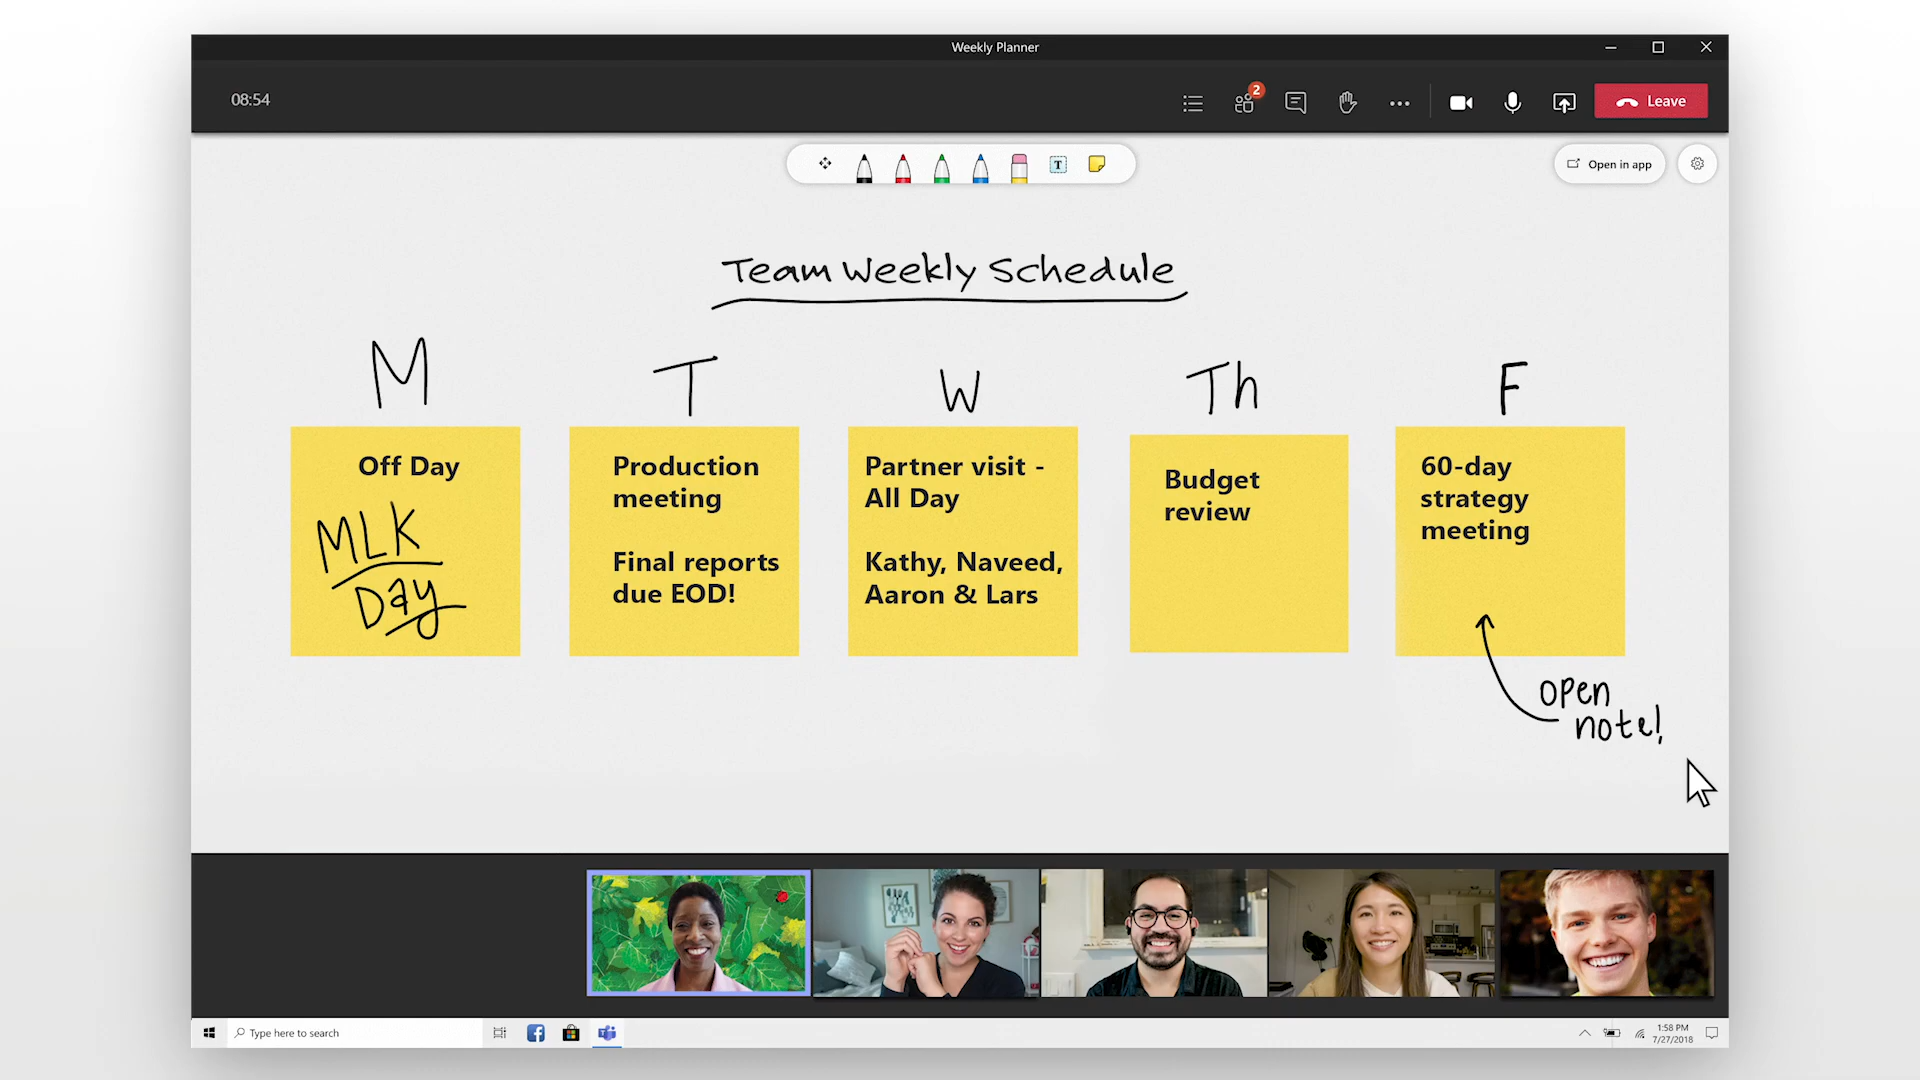 Weekly Planner
08:54
2
Leave
T
Open in app
Team Weekly Schedule
M
T
W
Th
F
Off Day
MLK
Day
Production
meeting
Final reports
due EOD!
Partner visit -
All Day
Kathy, Naveed,
Aaron & Lars
Budget
review
60-day
strategy
meeting
open
note!
Type here to search
1:58 PM
7/27/2018